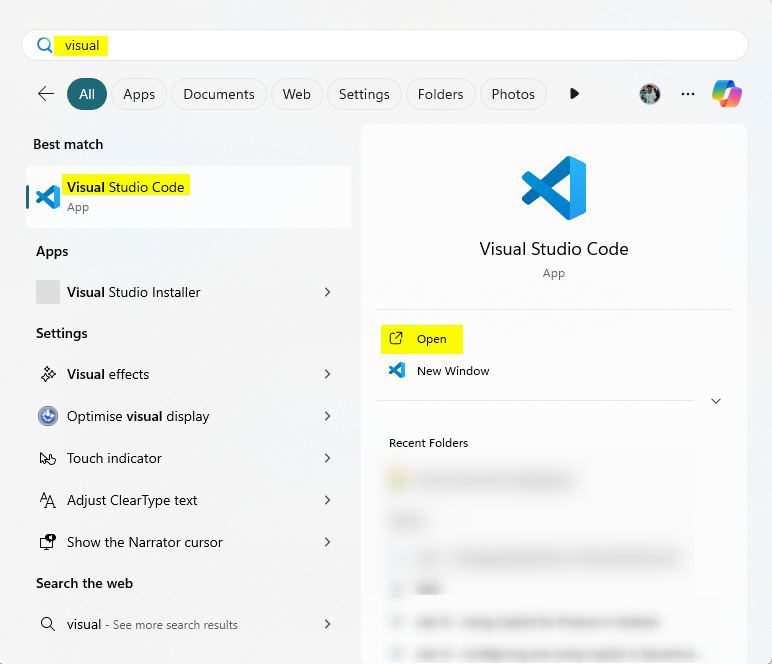 visual
All
Apps
Documents
Web
Settings
Folders
Photos
Best match
Visual Studio Code
App
Apps
Visual Studio Installer
Settings
Visual effects
Optimise visual display
Touch indicator
Adjust ClearType text
Show the Narrator cursor
Search the web
visual - See more search results
Visual Studio Code
App
Open
New Window
Recent Folders